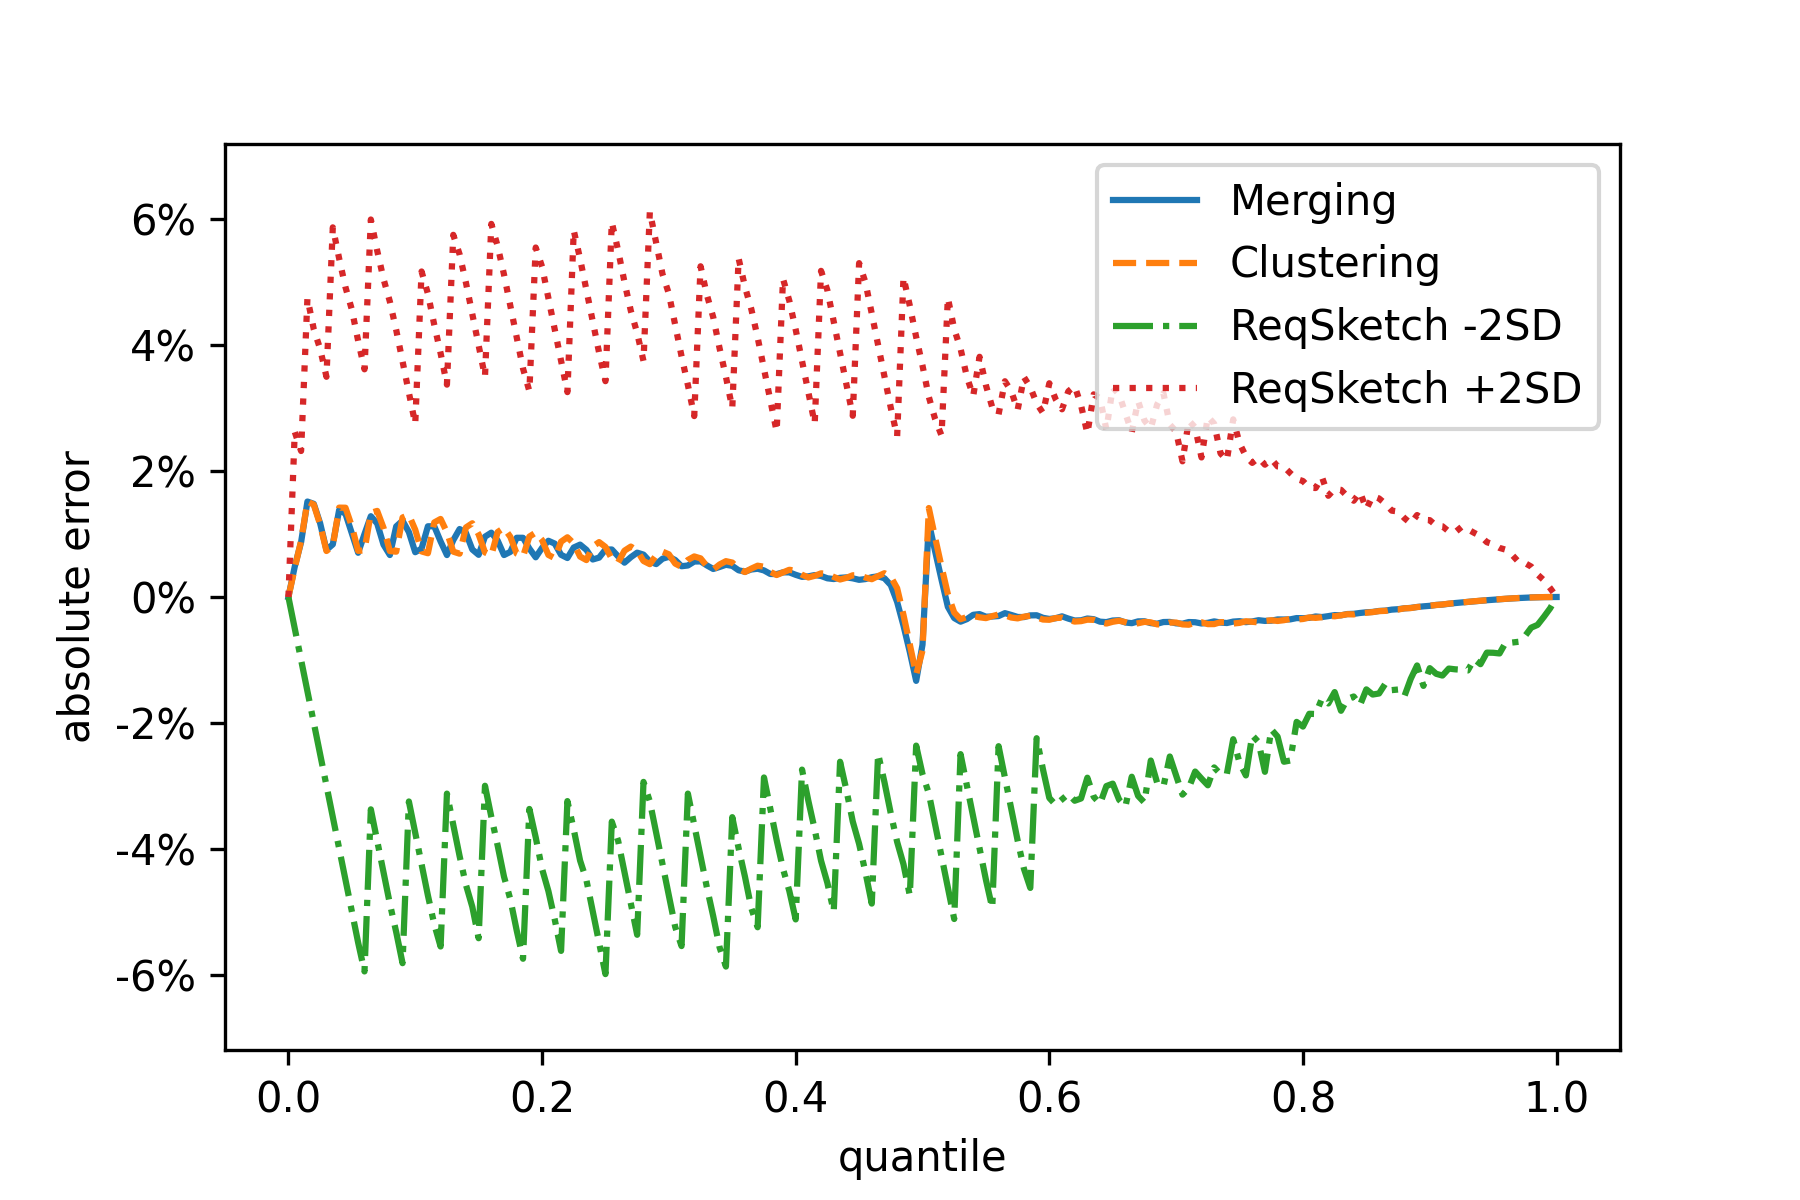 Merging
Clustering
ReqSketch -2SD
ReqSketch +2SD
6%
4%
2%
0%
-2%
-4%
-6%
absolute error
0.0 0.2 0.4 0.6 0.8 1.0
quantile